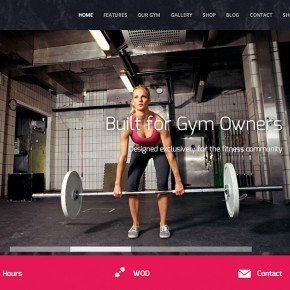 HOME FEATURES OUR GYM GALLERY SHOP BLOG CONTACT
Built for Gym Owners
Designed exclusively for the fitness community
Hours WOD Contact